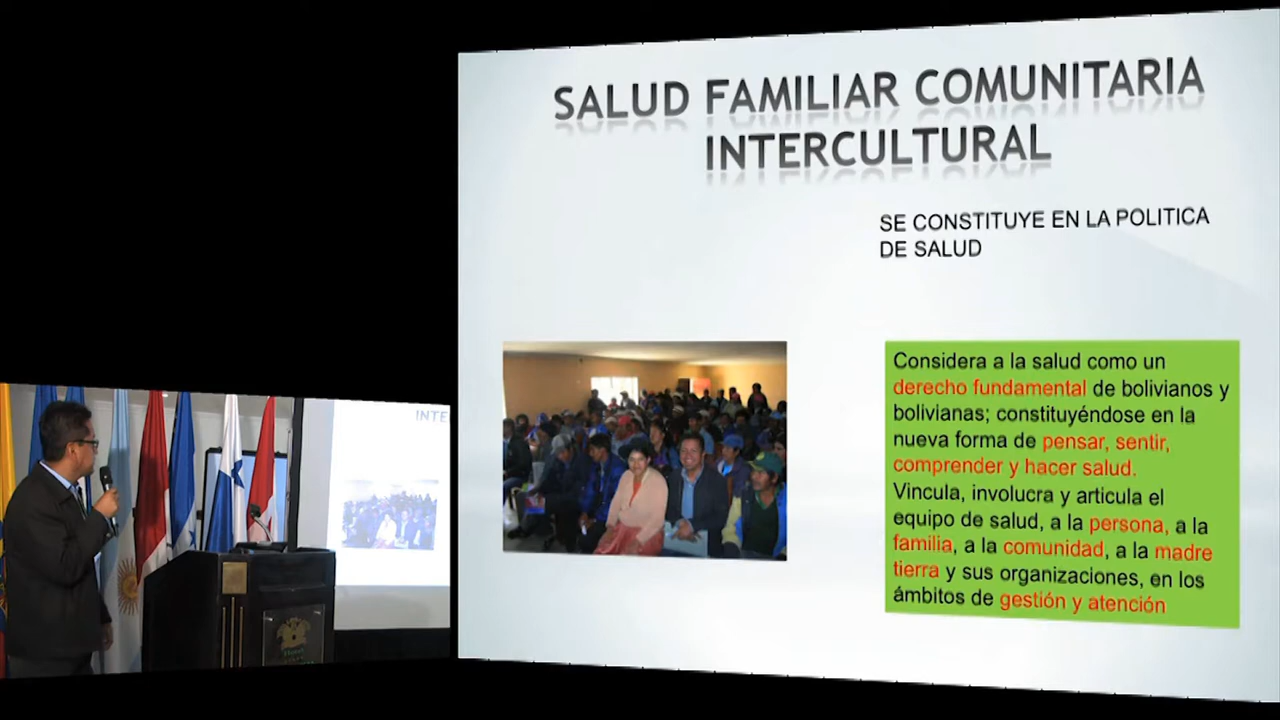 SALUD FAMILIAR COMUNITARIA
INTERCULTURAL
SE CONSTITUYE EN LA POLITICA
DE SALUD
Considera a la salud como un
derecho fundamental de bolivianos y
bolivianas; constituyéndose en la
nueva forma de pensar, sentir,
comprender y hacer salud.
Vincula, involucra y articula el
equipo de salud, a la persona, a la
familia, a la comunidad, a la madre
tierra y sus organizaciones, en los
ámbitos de gestión y atención
INTE